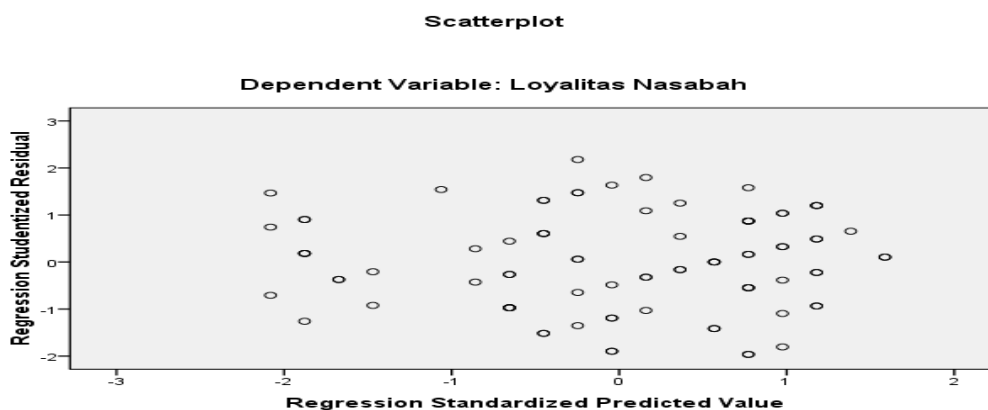 Scatterplot
Dependent Variable: Loyalitas Nasabah
Regression Studentized Residual
3
2
1
0
-1
-2
-3 -2 -1 0 1 2
Regression Standardized Predicted Value